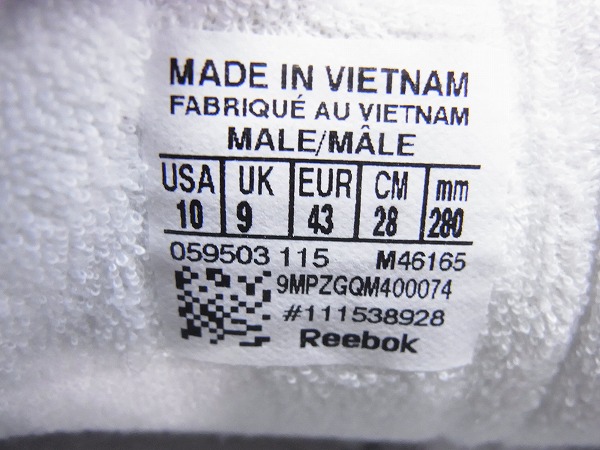 MADE IN VIETNAM
FABRIQUÉ AU VIETNAM
MALE/MÂLE
USA UK EUR CM mm
10 9 43 28 280
059503 115 M46165
9MPZGQM400074
#111538928
Reebok